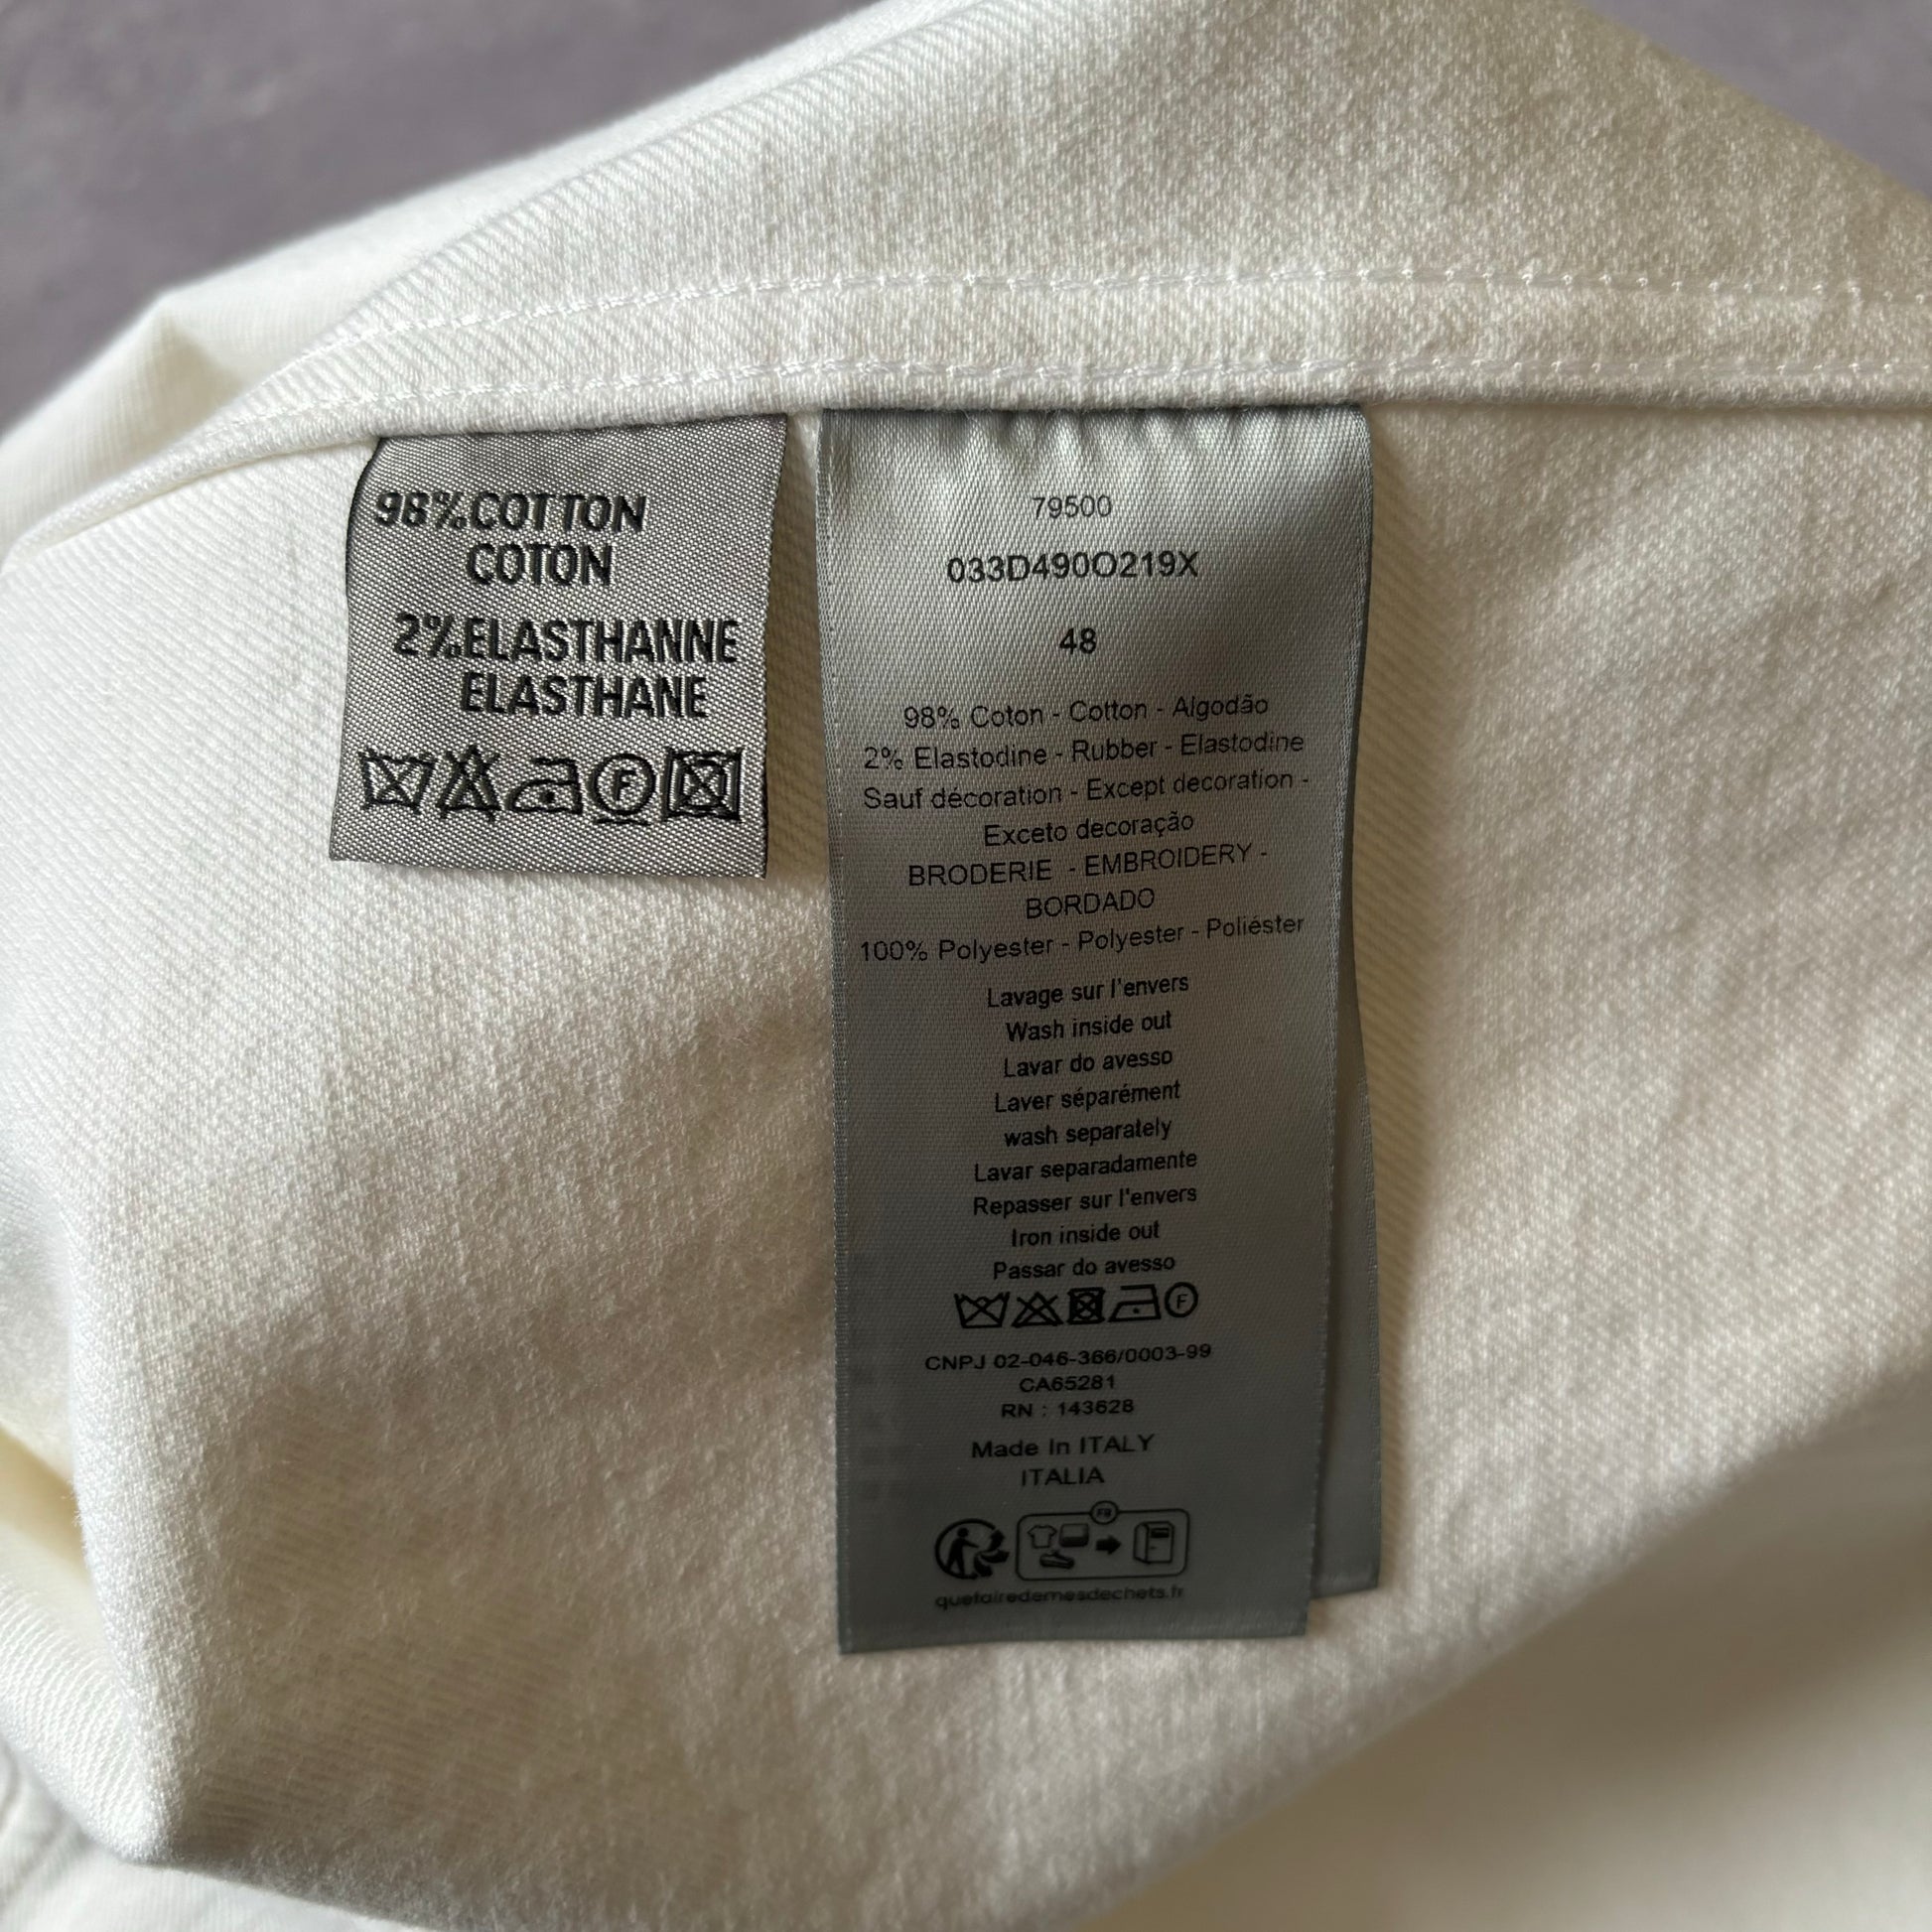 98% COTTON
COTON
2% ELASTHANNE
ELASTHANE
F
79500
033D490O219X
48
98% Coton - Cotton - Algodão
2% Elastodine - Rubber - Elastodine
Sauf décoration - Except decoration -
Exceto decoração
BRODERIE - EMBROIDERY -
BORDADO
100% Polyester - Polyester - Poliéster
Lavage sur l'envers
Wash inside out
Lavar do avesso
Laver séparément
wash separately
Lavar separadamente
Repasser sur l'envers
Iron inside out
Passar do avesso
F
CNPJ 02-046-366/0003-99
CA65281
RN : 143628
Made In ITALY
ITALIA
FR
quefairedemesdechets.fr